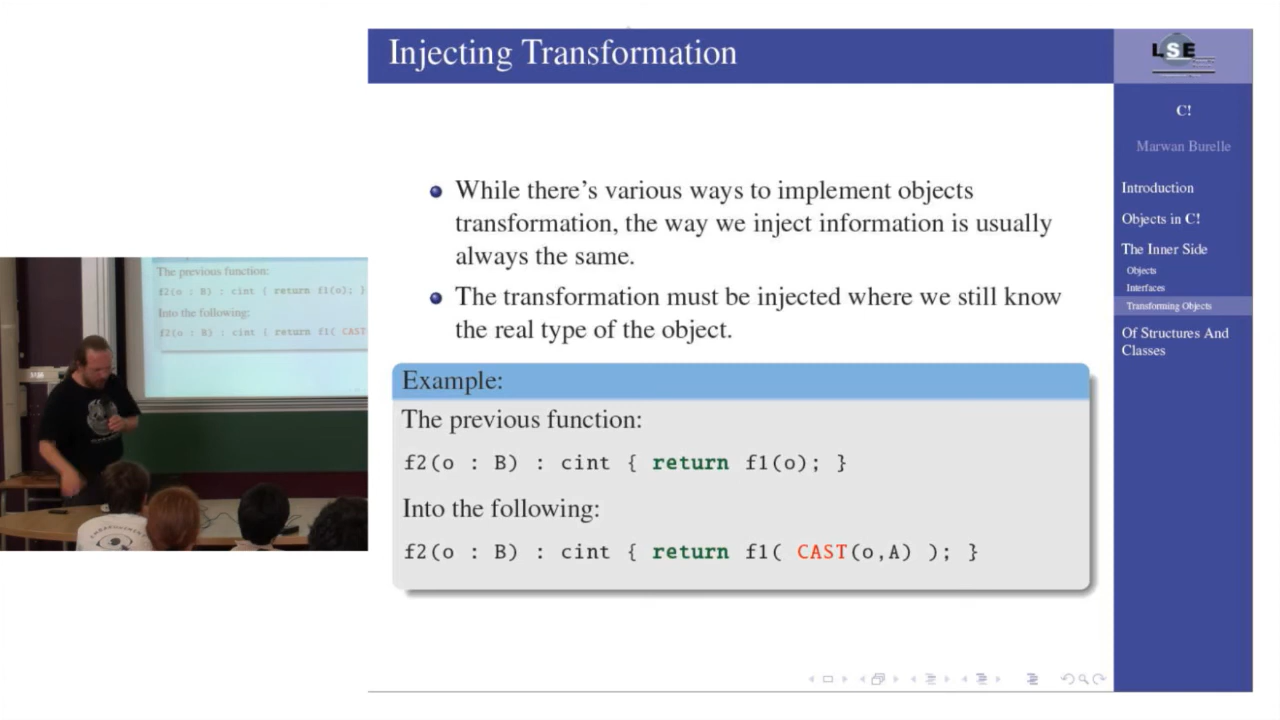 Injecting Transformation
While there's various ways to implement objects
transformation, the way we inject information is usually
always the same.
The transformation must be injected where we still know
the real type of the object.
Example:
The previous function:
f2(o : B) : cint { return f1(o); }
Into the following:
f2(o : B) : cint { return f1( CAST(o,A) ); }
LSE
C!
Marwan Burelle
Introduction
Objects in C!
The Inner Side
Objects
Interfaces
Transforming Objects
Of Structures And
Classes
The previous function:
f2(o : B) : cint { return f1(o); }
Into the following:
f2(o : B) : cint { return f1( CAST